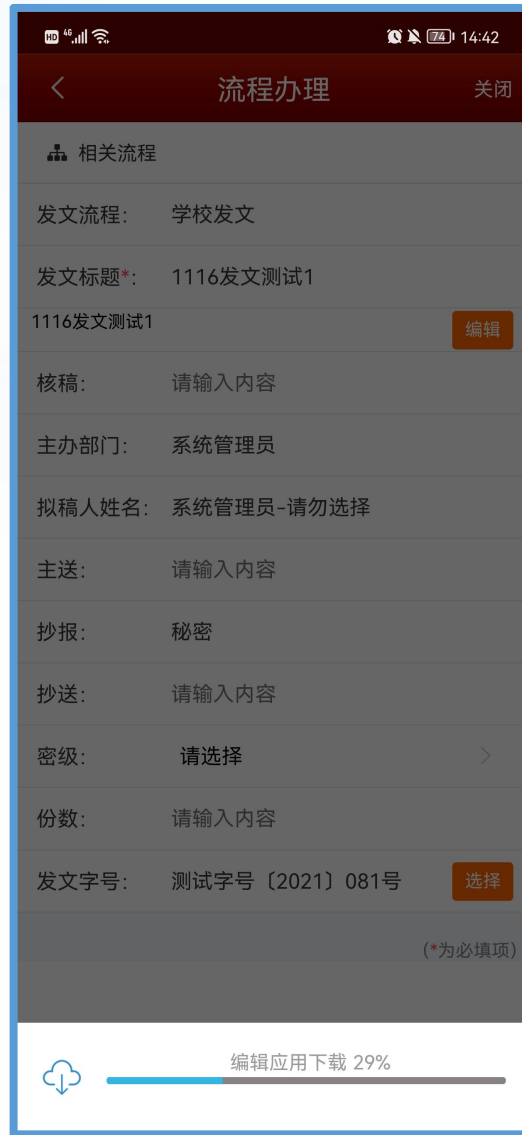 HD 46 74 14:42
流程办理 关闭
相关流程
发文流程: 学校发文
发文标题*: 1116发文测试1
1116发文测试1 编辑
核稿: 请输入内容
主办部门: 系统管理员
拟稿人姓名: 系统管理员-请勿选择
主送: 请输入内容
抄报: 秘密
抄送: 请输入内容
密级: 请选择
份数: 请输入内容
发文字号: 测试字号〔2021〕081号 选择
(*为必填项)
编辑应用下载 29%